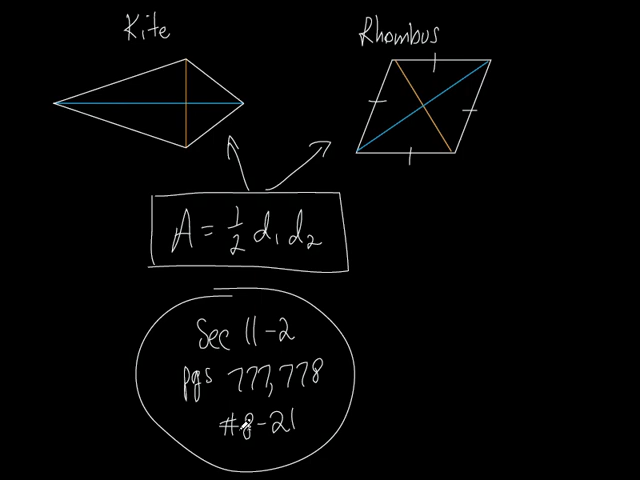 Kite
Rhombus
A = 1/2 d₁ d₂
Sec 11-2
pgs 777, 778
#8-21